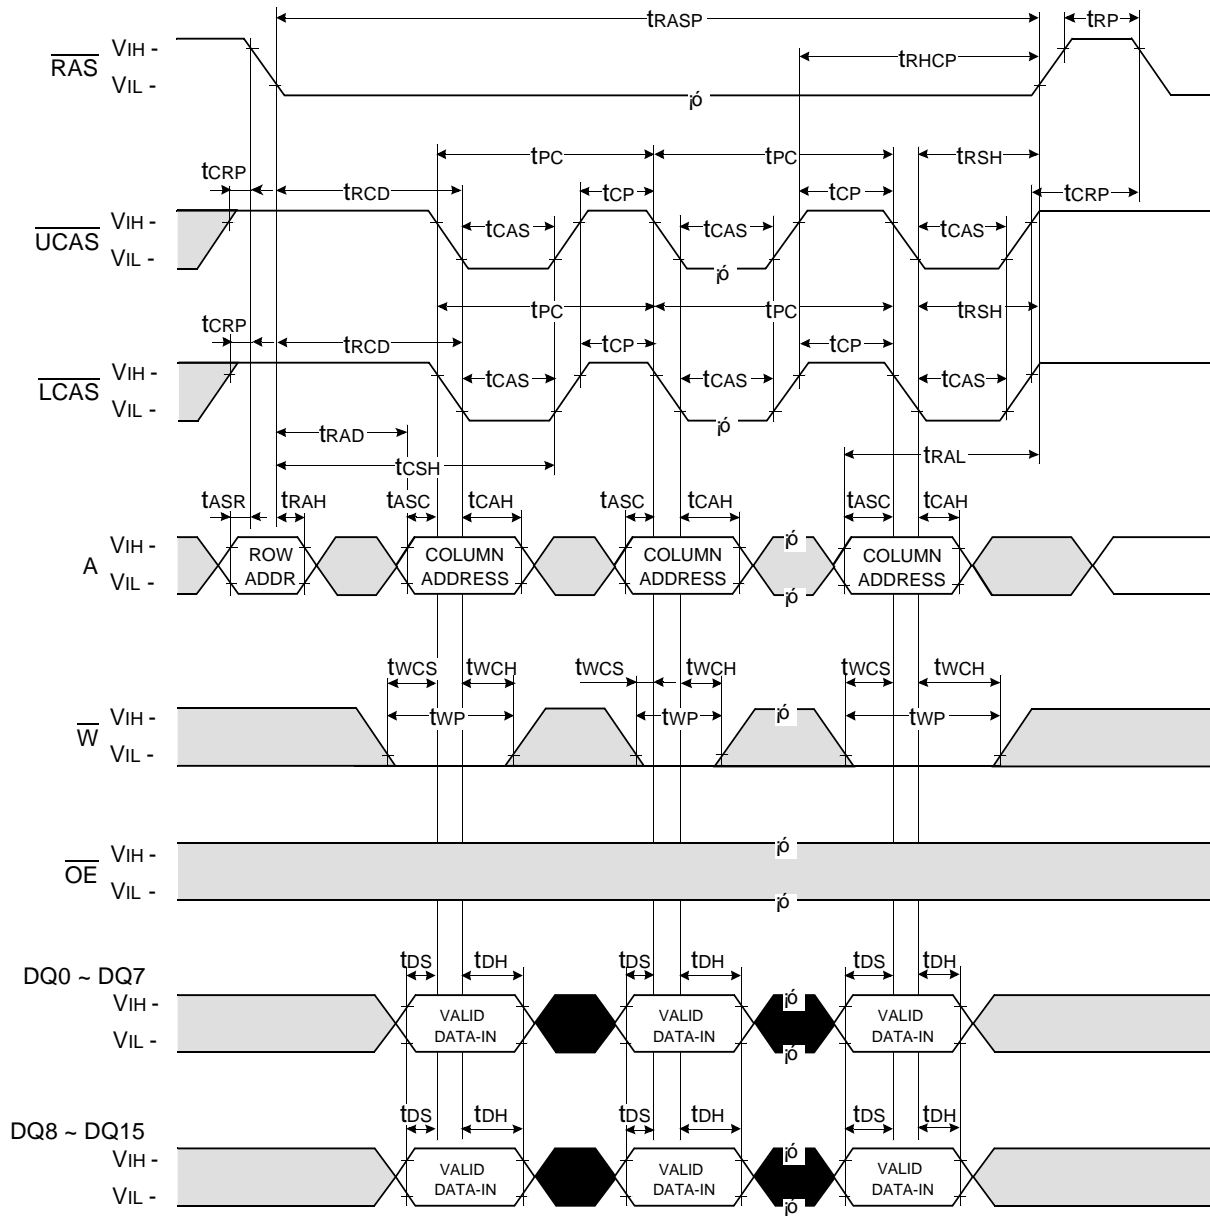 tRASP
tRP
RAS
VIH -
tRHCP
VIL -
¡ó
tPC
tPC
tRSH
tCRP
tRCD
tCP
tCP
tCRP
UCAS
VIH -
tCAS
tCAS
tCAS
VIL -
¡ó
tPC
tPC
tRSH
tCRP
tRCD
tCP
tCP
LCAS
VIH -
tCAS
tCAS
tCAS
VIL -
¡ó
tRAD
tCSH
tRAL
tASR
tRAH
tASC
tCAH
tASC
tCAH
tASC
tCAH
A
VIH -
VIL -
ROW
ADDR
COLUMN
ADDRESS
COLUMN
ADDRESS
¡ó
¡ó
COLUMN
ADDRESS
tWCS
tWCH
tWCS
tWCH
tWCS
tWCH
W
VIH -
VIL -
tWP
tWP
¡ó
tWP
OE
VIH -
VIL -
¡ó
¡ó
DQ0 ~ DQ7
tDS
tDH
tDS
tDH
tDS
tDH
VIH -
VIL -
VALID
DATA-IN
VALID
DATA-IN
¡ó
¡ó
VALID
DATA-IN
DQ8 ~ DQ15
tDS
tDH
tDS
tDH
tDS
tDH
VIH -
VIL -
VALID
DATA-IN
VALID
DATA-IN
¡ó
¡ó
VALID
DATA-IN